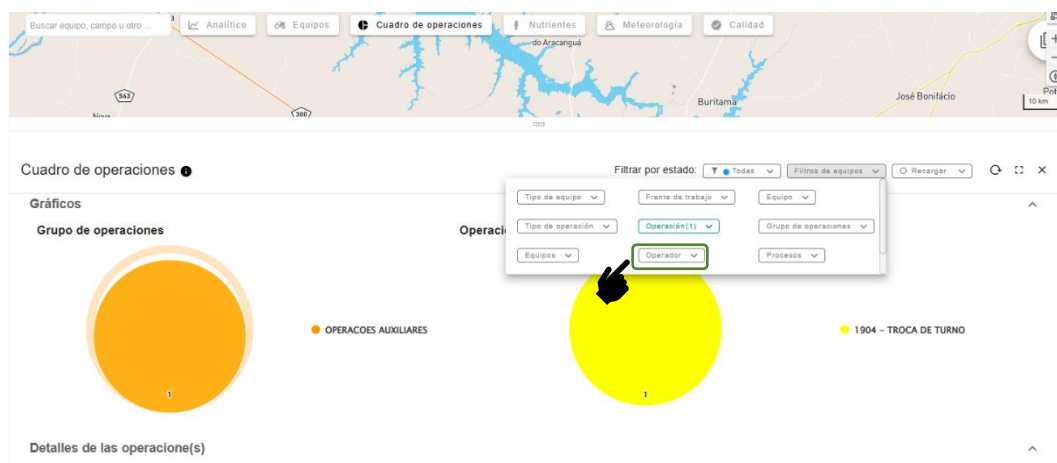 Buscar equipo, campo u otro ...
Analítico
Equipos
Cuadro de operaciones
Nutrientes
Meteorología
Calidad
do Aracanguá
563
Buritama
José Bonifácio
300
10 km
Cuadro de operaciones
Filtrar por estado:
Todas
Filtros de equipos
Recargar
Gráficos
Tipo de equipo
Frente de trabajo
Equipo
Grupo de operaciones
Tipo de operación
Operación(1)
Grupo de operaciones
Equipos
Operador
Procesos
OPERACOES AUXILIARES
1904 - TROCA DE TURNO
1
1
Detalles de las operacione(s)